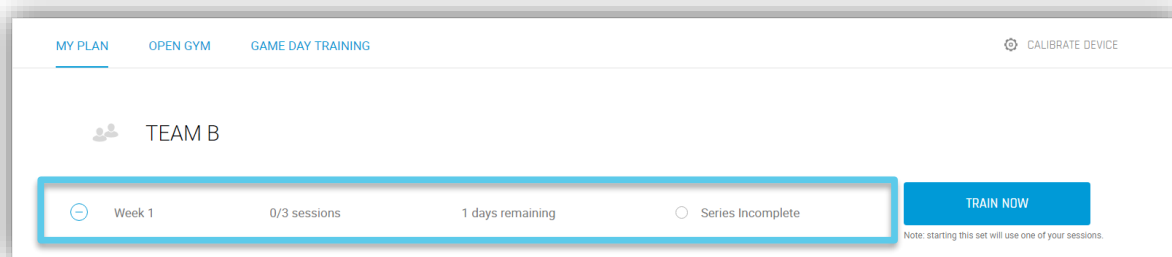 MY PLAN OPEN GYM GAME DAY TRAINING CALIBRATE DEVICE
TEAM B
Week 1 0/3 sessions 1 days remaining Series Incomplete TRAIN NOW
Note: starting this set will use one of your sessions.